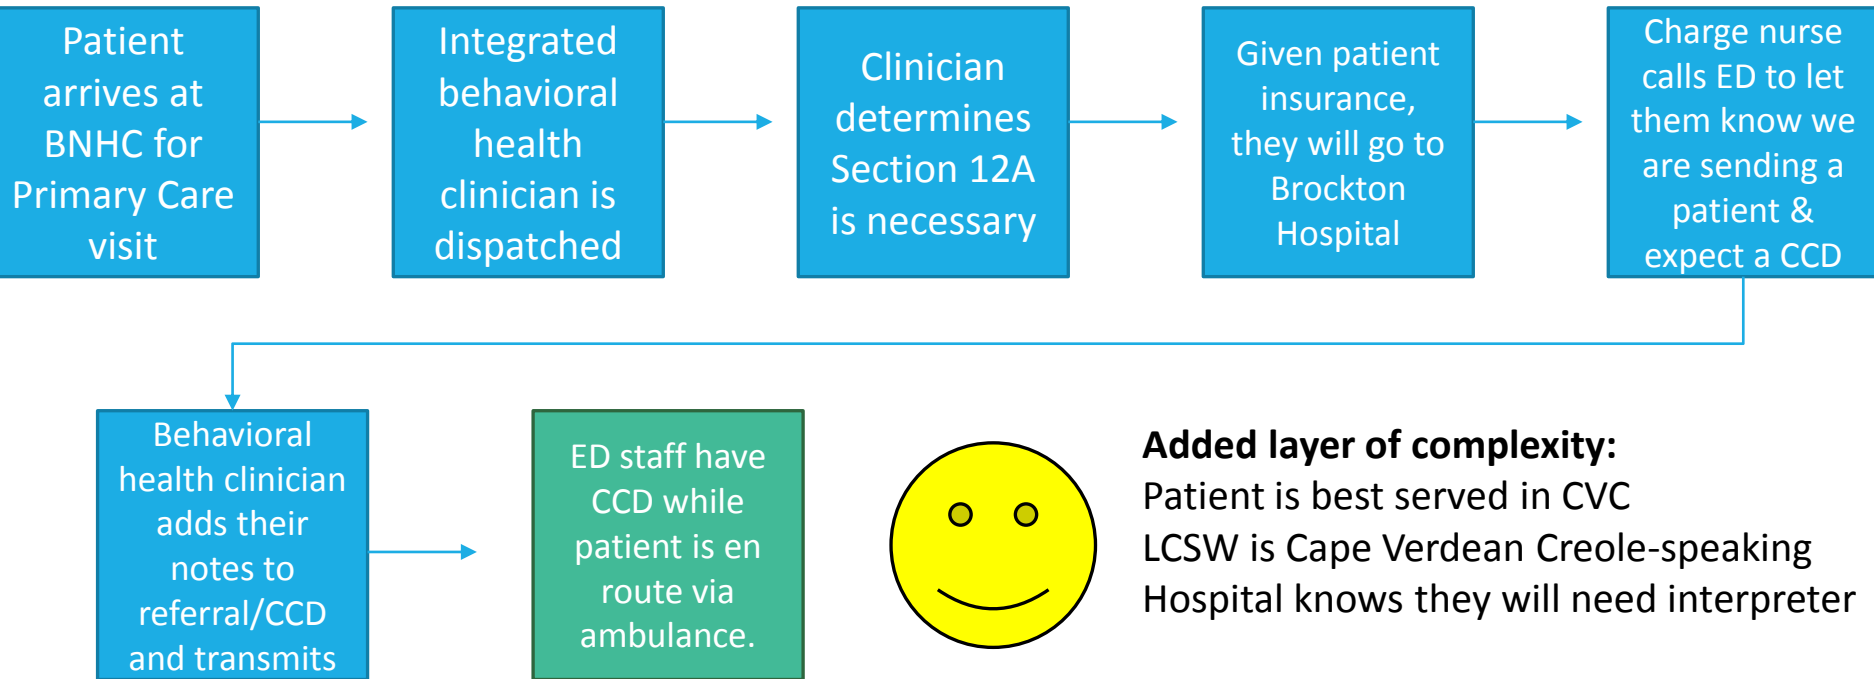 Patient
arrives at
BNHC for
Primary Care
visit
Integrated
behavioral
health
clinician is
dispatched
Clinician
determines
Section 12A
is necessary
Given patient
insurance,
they will go to
Brockton
Hospital
Charge nurse
calls ED to let
them know we
are sending a
patient &
expect a CCD
Behavioral
health clinician
adds their
notes to
referral/CCD
and transmits
ED staff have
CCD while
patient is en
route via
ambulance.
Added layer of complexity:
Patient is best served in CVC
LCSW is Cape Verdean Creole-speaking
Hospital knows they will need interpreter